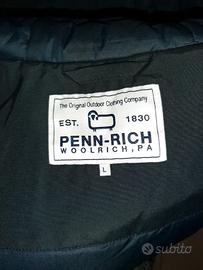 The Original Outdoor Clothing Company
EST. 1830
PENN-RICH
WOOLRICH, PA
L
subito